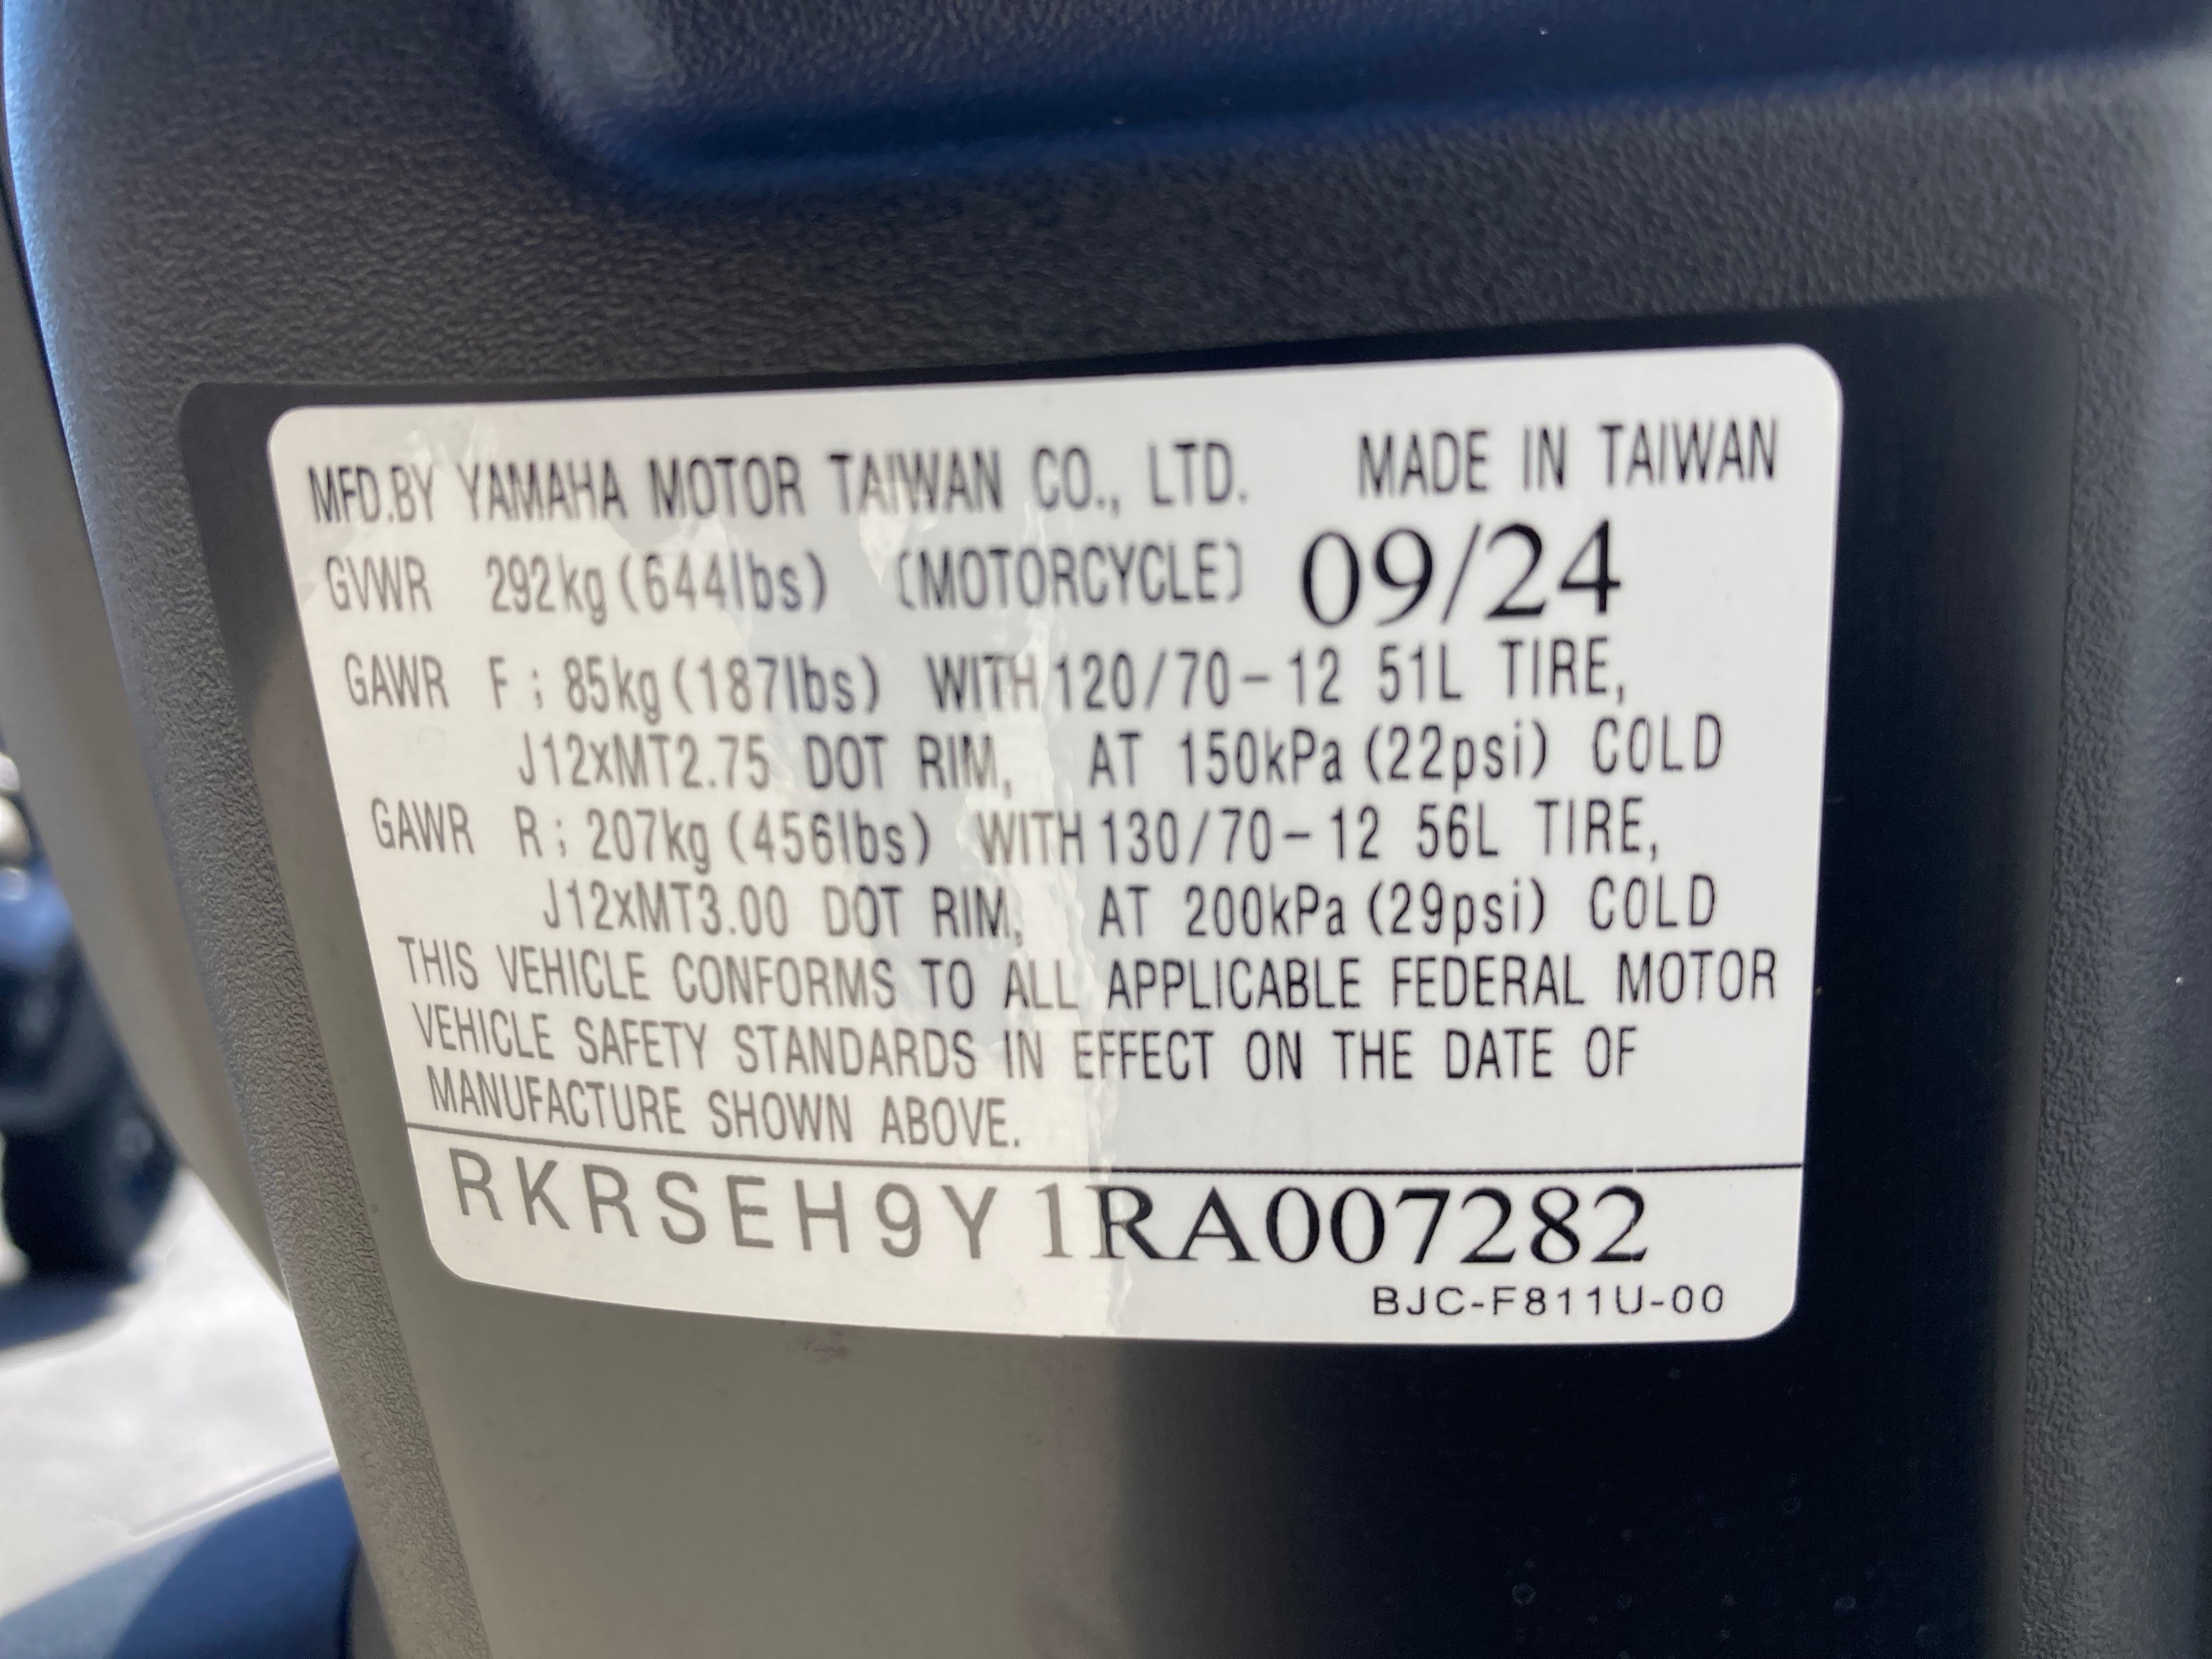 MFD.BY YAMAHA MOTOR TAIWAN CO., LTD. MADE IN TAIWAN
GVWR 292kg (644lbs) [MOTORCYCLE] 09/24
GAWR F ; 85kg (187lbs) WITH 120/70-12 51L TIRE,
J12xMT2.75 DOT RIM, AT 150kPa (22psi) COLD
GAWR R ; 207kg (456lbs) WITH 130/70-12 56L TIRE,
J12xMT3.00 DOT RIM, AT 200kPa (29psi) COLD
THIS VEHICLE CONFORMS TO ALL APPLICABLE FEDERAL MOTOR
VEHICLE SAFETY STANDARDS IN EFFECT ON THE DATE OF
MANUFACTURE SHOWN ABOVE.
RKRSEH9Y1RA007282
BJC-F811U-00